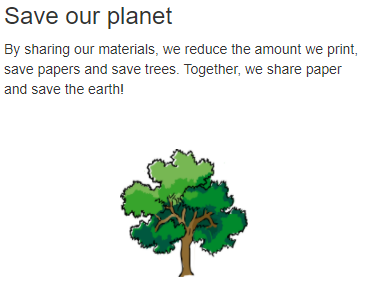 Save our planet
By sharing our materials, we reduce the amount we print,
save papers and save trees. Together, we share paper
and save the earth!